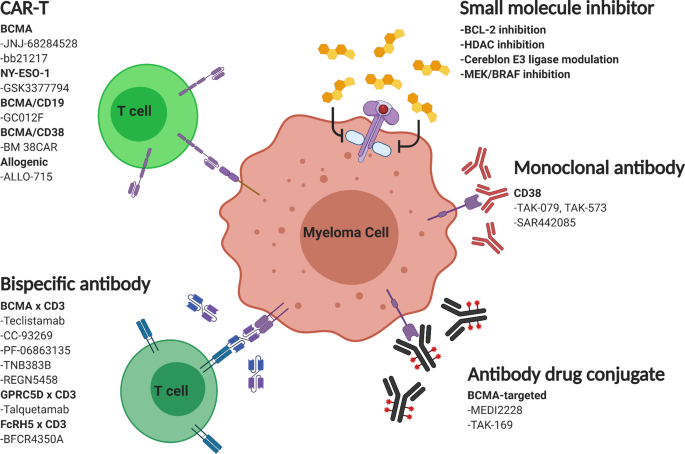 CAR-T
BCMA
-JNJ-68284528
-bb21217
NY-ESO-1
-GSK3377794
BCMA/CD19
-GC012F
BCMA/CD38
-BM 38CAR
Allogenic
-ALLO-715
T cell
Small molecule inhibitor
-BCL-2 inhibition
-HDAC inhibition
-Cereblon E3 ligase modulation
-MEK/BRAF inhibition
Monoclonal antibody
CD38
-TAK-079, TAK-573
-SAR442085
Myeloma Cell
Bispecific antibody
BCMA x CD3
-Teclistamab
-CC-93269
-PF-06863135
-TNB383B
-REGN5458
GPRC5D x CD3
-Talquetamab
FcRH5 x CD3
-BFCR4350A
T cell
Antibody drug conjugate
BCMA-targeted
-MEDI2228
-TAK-169